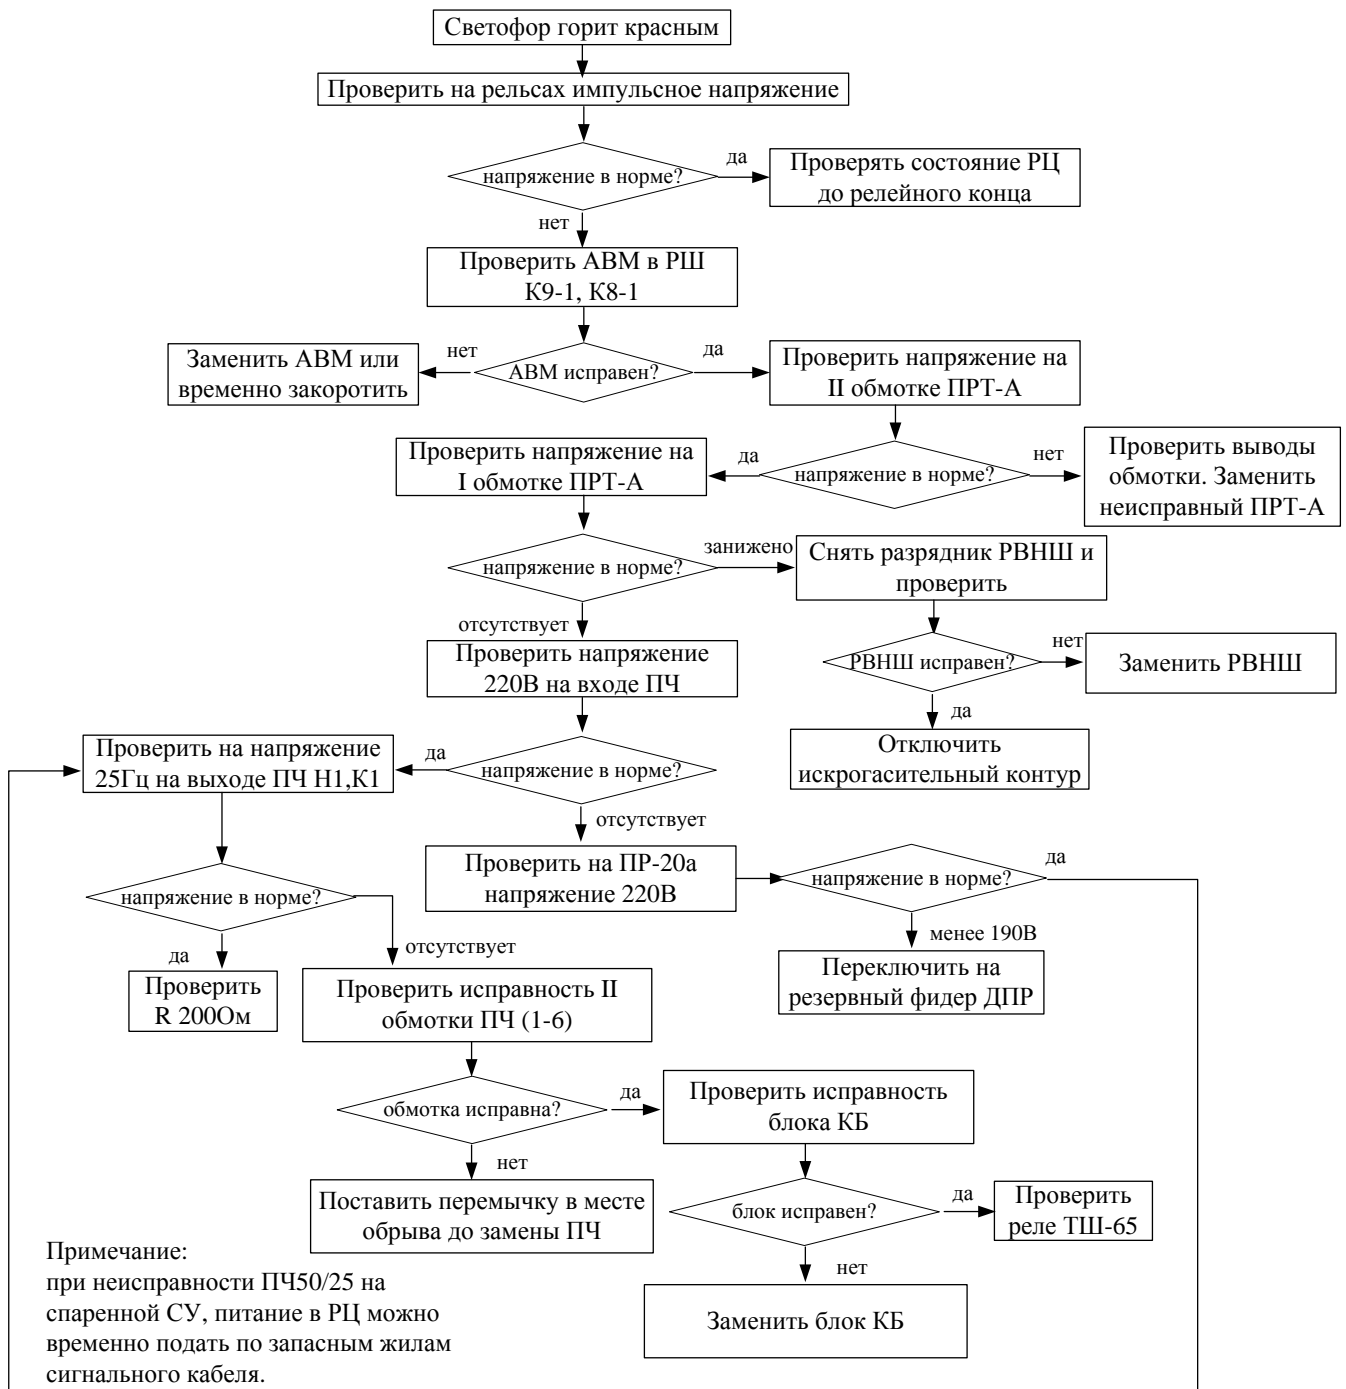 Светофор горит красным
Проверить на рельсах импульсное напряжение
напряжение в норме?
да
Проверять состояние РЦ
до релейного конца
нет
Проверить АВМ в РШ
К9-1, К8-1
АВМ исправен?
нет
Заменить АВМ или
временно закоротить
да
Проверить напряжение на
II обмотке ПРТ-А
напряжение в норме?
нет
Проверить выводы
обмотки. Заменить
неисправный ПРТ-А
да
Проверить напряжение на
I обмотке ПРТ-А
напряжение в норме?
занижено
Снять разрядник РВНШ и
проверить
РВНШ исправен?
нет
Заменить РВНШ
да
Отключить
искрогасительный контур
отсутствует
Проверить напряжение
220В на входе ПЧ
напряжение в норме?
да
Проверить на напряжение
25Гц на выходе ПЧ Н1,К1
отсутствует
Проверить на ПР-20а
напряжение 220В
напряжение в норме?
да
менее 190В
Переключить на
резервный фидер ДПР
напряжение в норме?
да
Проверить
R 200Ом
отсутствует
Проверить исправность II
обмотки ПЧ (1-6)
обмотка исправна?
да
Проверить исправность
блока КБ
нет
Поставить перемычку в месте
обрыва до замены ПЧ
блок исправен?
да
Проверить
реле ТШ-65
нет
Заменить блок КБ
Примечание:
при неисправности ПЧ50/25 на
спаренной СУ, питание в РЦ можно
временно подать по запасным жилам
сигнального кабеля.